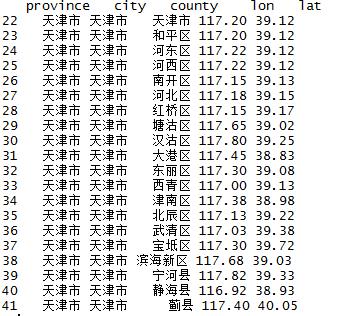 province city county lon lat
22 天津市 天津市 天津市 117.20 39.12
23 天津市 天津市 和平区 117.20 39.12
24 天津市 天津市 河东区 117.22 39.12
25 天津市 天津市 河西区 117.22 39.12
26 天津市 天津市 南开区 117.15 39.13
27 天津市 天津市 河北区 117.18 39.15
28 天津市 天津市 红桥区 117.15 39.17
29 天津市 天津市 塘沽区 117.65 39.02
30 天津市 天津市 汉沽区 117.80 39.25
31 天津市 天津市 大港区 117.45 38.83
32 天津市 天津市 东丽区 117.30 39.08
33 天津市 天津市 西青区 117.00 39.13
34 天津市 天津市 津南区 117.38 38.98
35 天津市 天津市 北辰区 117.13 39.22
36 天津市 天津市 武清区 117.03 39.38
37 天津市 天津市 宝坻区 117.30 39.72
38 天津市 天津市 滨海新区 117.68 39.03
39 天津市 天津市 宁河县 117.82 39.33
40 天津市 天津市 静海县 116.92 38.93
41 天津市 天津市 蓟县 117.40 40.05